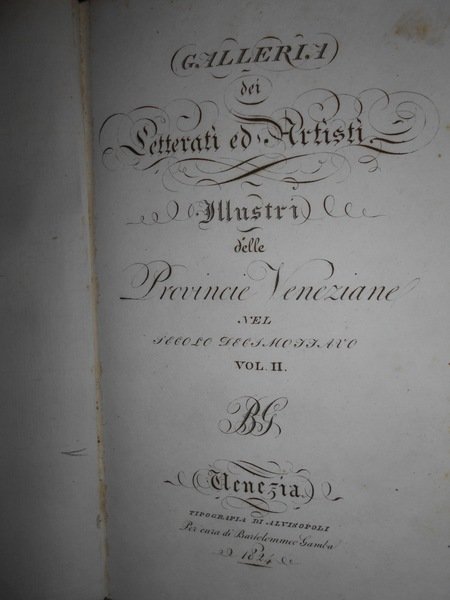 GALLERIA
dei
Letterati ed Artisti
Illustri
delle
Provincie Veneziane
NEL
SECOLO DECIMOTTAVO
VOL. II.
BG
Venezia.
TIPOGRAFIA DI ALVISOPOLI
Per cura di Bartolommeo Gamba
1824